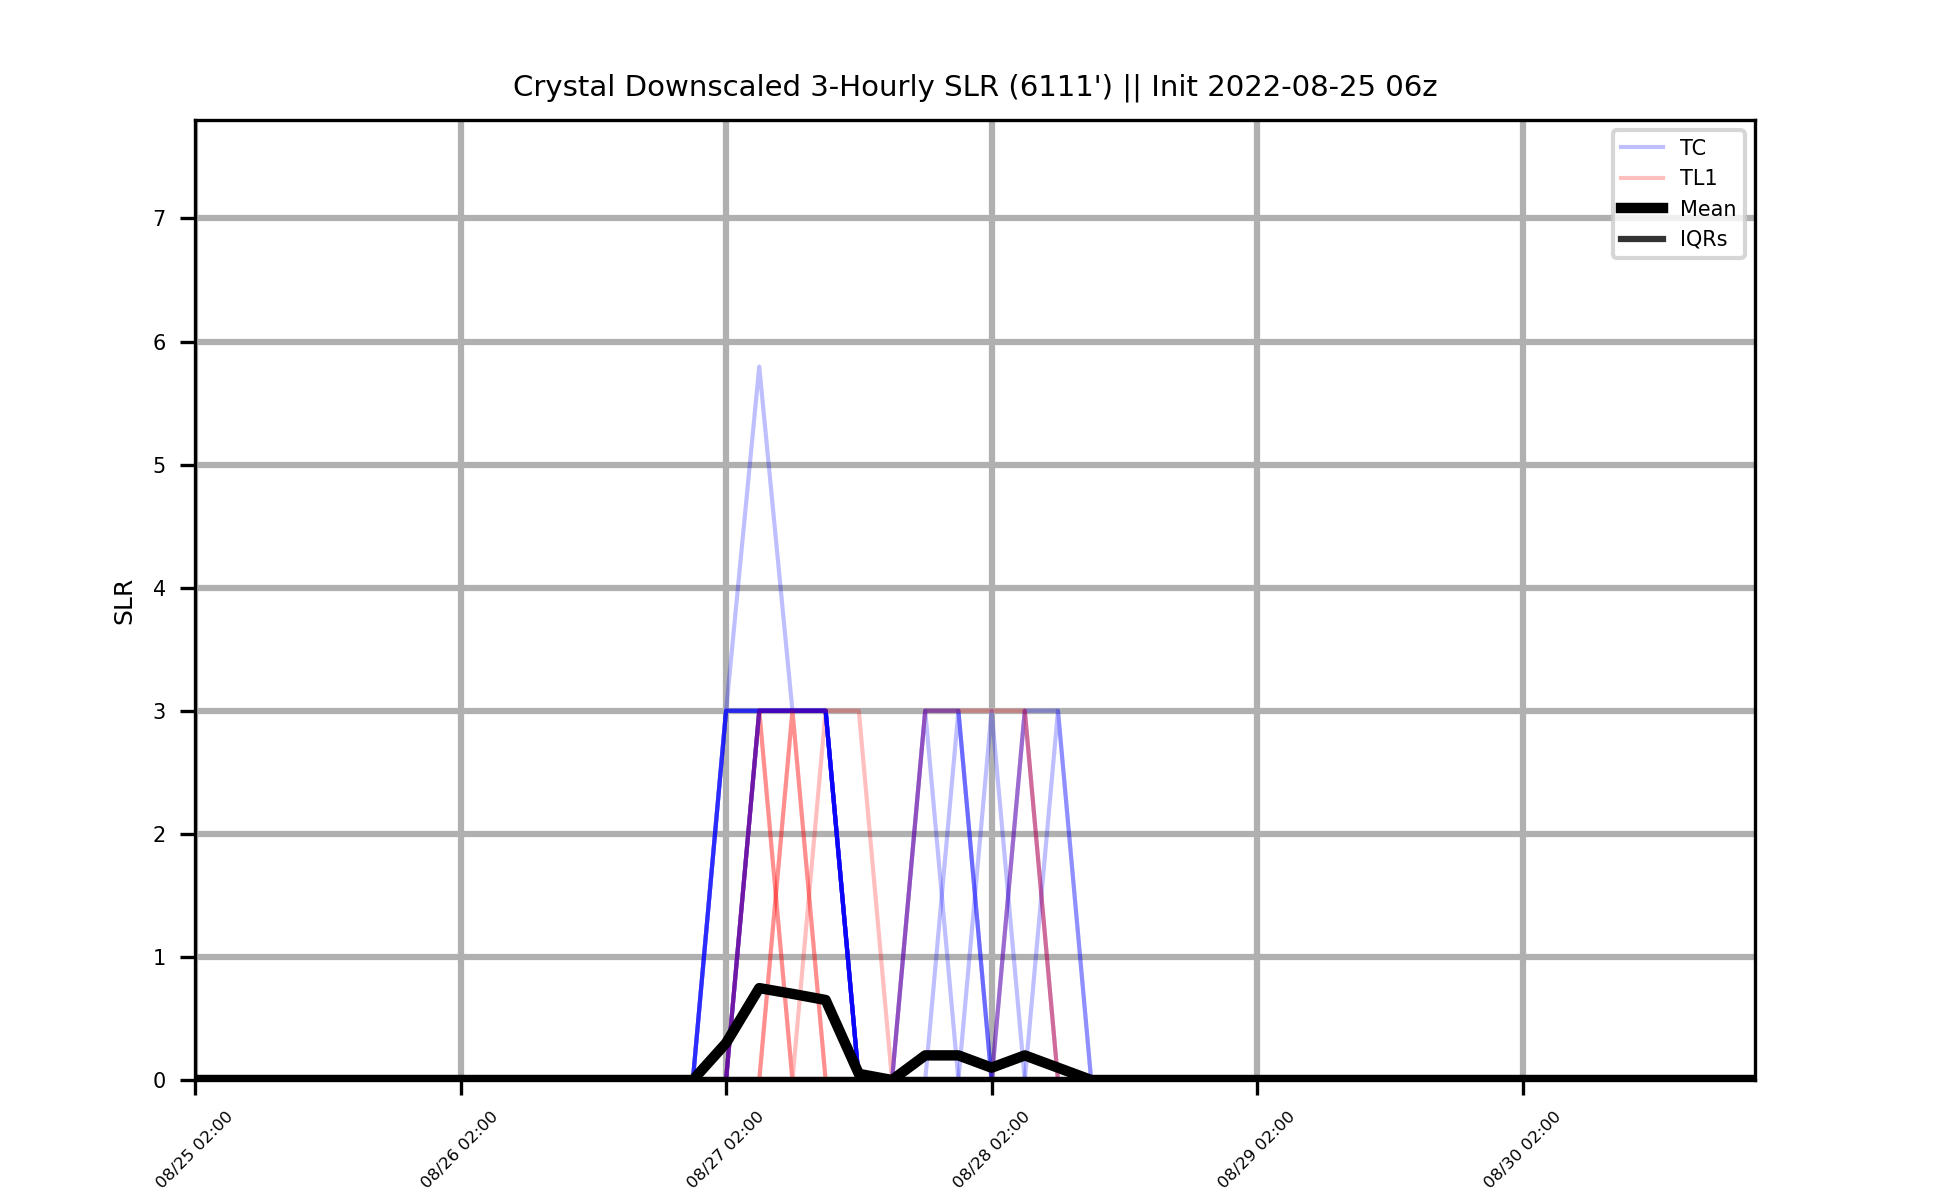 Crystal Downscaled 3-Hourly SLR (6111') || Init 2022-08-25 06z
TC
TL1
Mean
IQRs
7
6
5
4
3
2
1
0
SLR
08/25 02:00
08/26 02:00
08/27 02:00
08/28 02:00
08/29 02:00
08/30 02:00